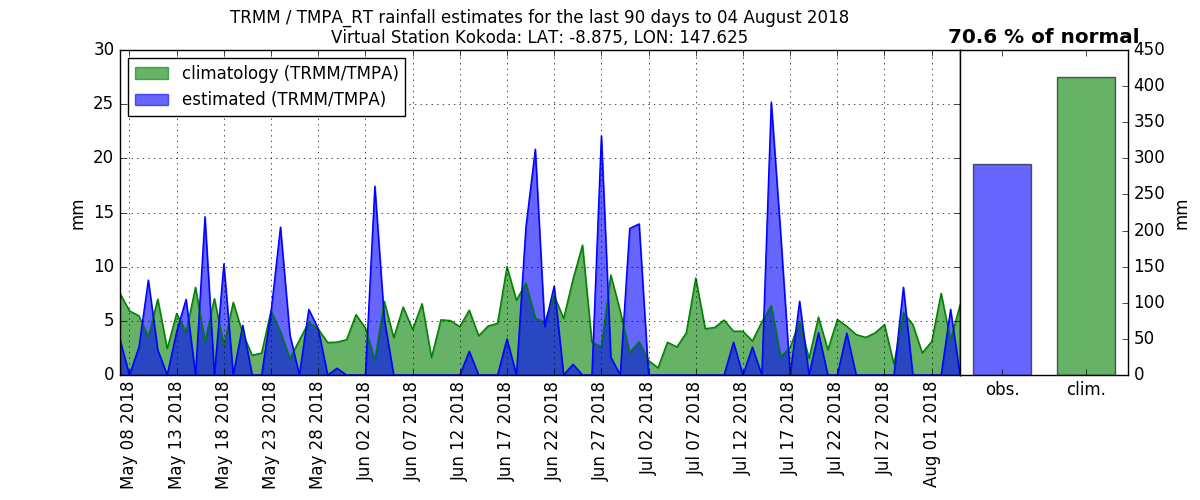 TRMM / TMPA_RT rainfall estimates for the last 90 days to 04 August 2018
Virtual Station Kokoda: LAT: -8.875, LON: 147.625
70.6 % of normal
climatology (TRMM/TMPA)
estimated (TRMM/TMPA)
30
25
20
15
10
5
0
mm
May 08 2018
May 13 2018
May 18 2018
May 23 2018
May 28 2018
Jun 02 2018
Jun 07 2018
Jun 12 2018
Jun 17 2018
Jun 22 2018
Jun 27 2018
Jul 02 2018
Jul 07 2018
Jul 12 2018
Jul 17 2018
Jul 22 2018
Jul 27 2018
Aug 01 2018
obs.
clim.
450
400
350
300
250
200
150
100
50
0
mm